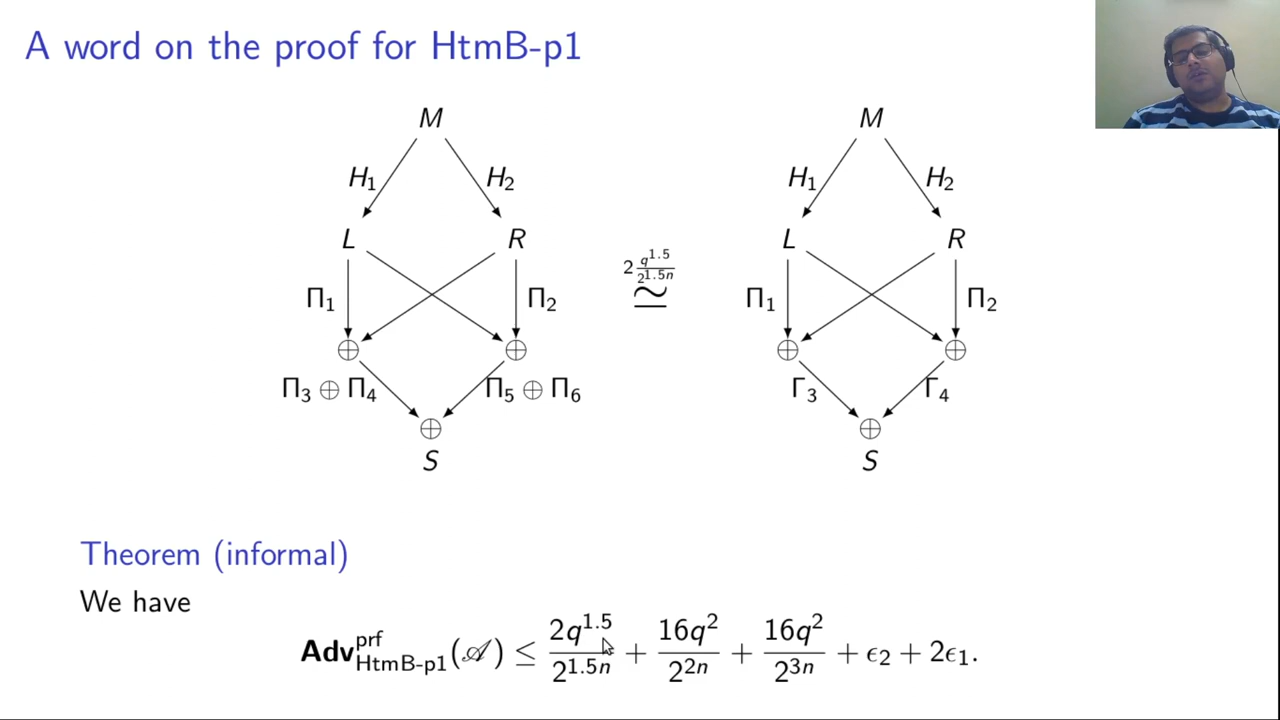 A word on the proof for HtmB-p1
M M
H₁ H₂ H₁ H₂
L R L R
2 q^1.5/2^1.5n ≃
Π₁ Π₂ Π₁ Π₂
⊕ ⊕ ⊕ ⊕
Π₃ ⊕ Π₄ Π₅ ⊕ Π₆ Γ₃ Γ₄
⊕ ⊕
S S
Theorem (informal)
We have
Adv^prf_HtmB-p1(𝒜) ≤ 2q^1.5/2^1.5n + 16q²/2^2n + 16q²/2^3n + ϵ₂ + 2ϵ₁.